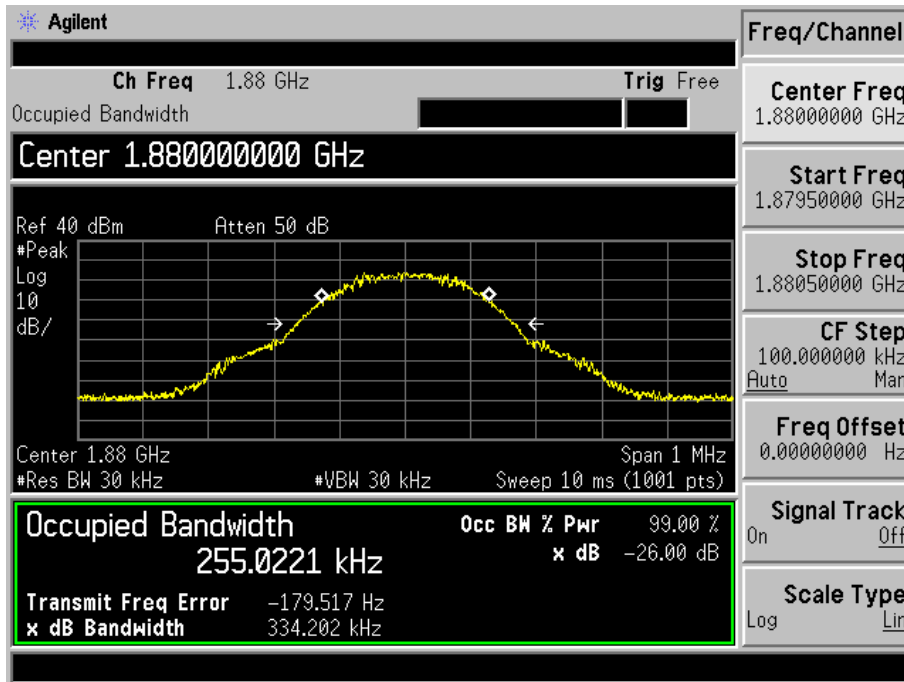 Agilent
Ch Freq 1.88 GHz Trig Free
Occupied Bandwidth
Center 1.880000000 GHz
Ref 40 dBm Atten 50 dB
#Peak
Log
10
dB/
Center 1.88 GHz Span 1 MHz
#Res BW 30 kHz #VBW 30 kHz Sweep 10 ms (1001 pts)
Occupied Bandwidth
255.0221 kHz
Occ BW % Pwr 99.00 %
x dB -26.00 dB
Transmit Freq Error -179.517 Hz
x dB Bandwidth 334.202 kHz
Freq/Channel
Center Freq
1.88000000 GHz
Start Freq
1.87950000 GHz
Stop Freq
1.88050000 GHz
CF Step
100.000000 kHz
Auto Man
Freq Offset
0.00000000 Hz
Signal Track
On Off
Scale Type
Log Lin